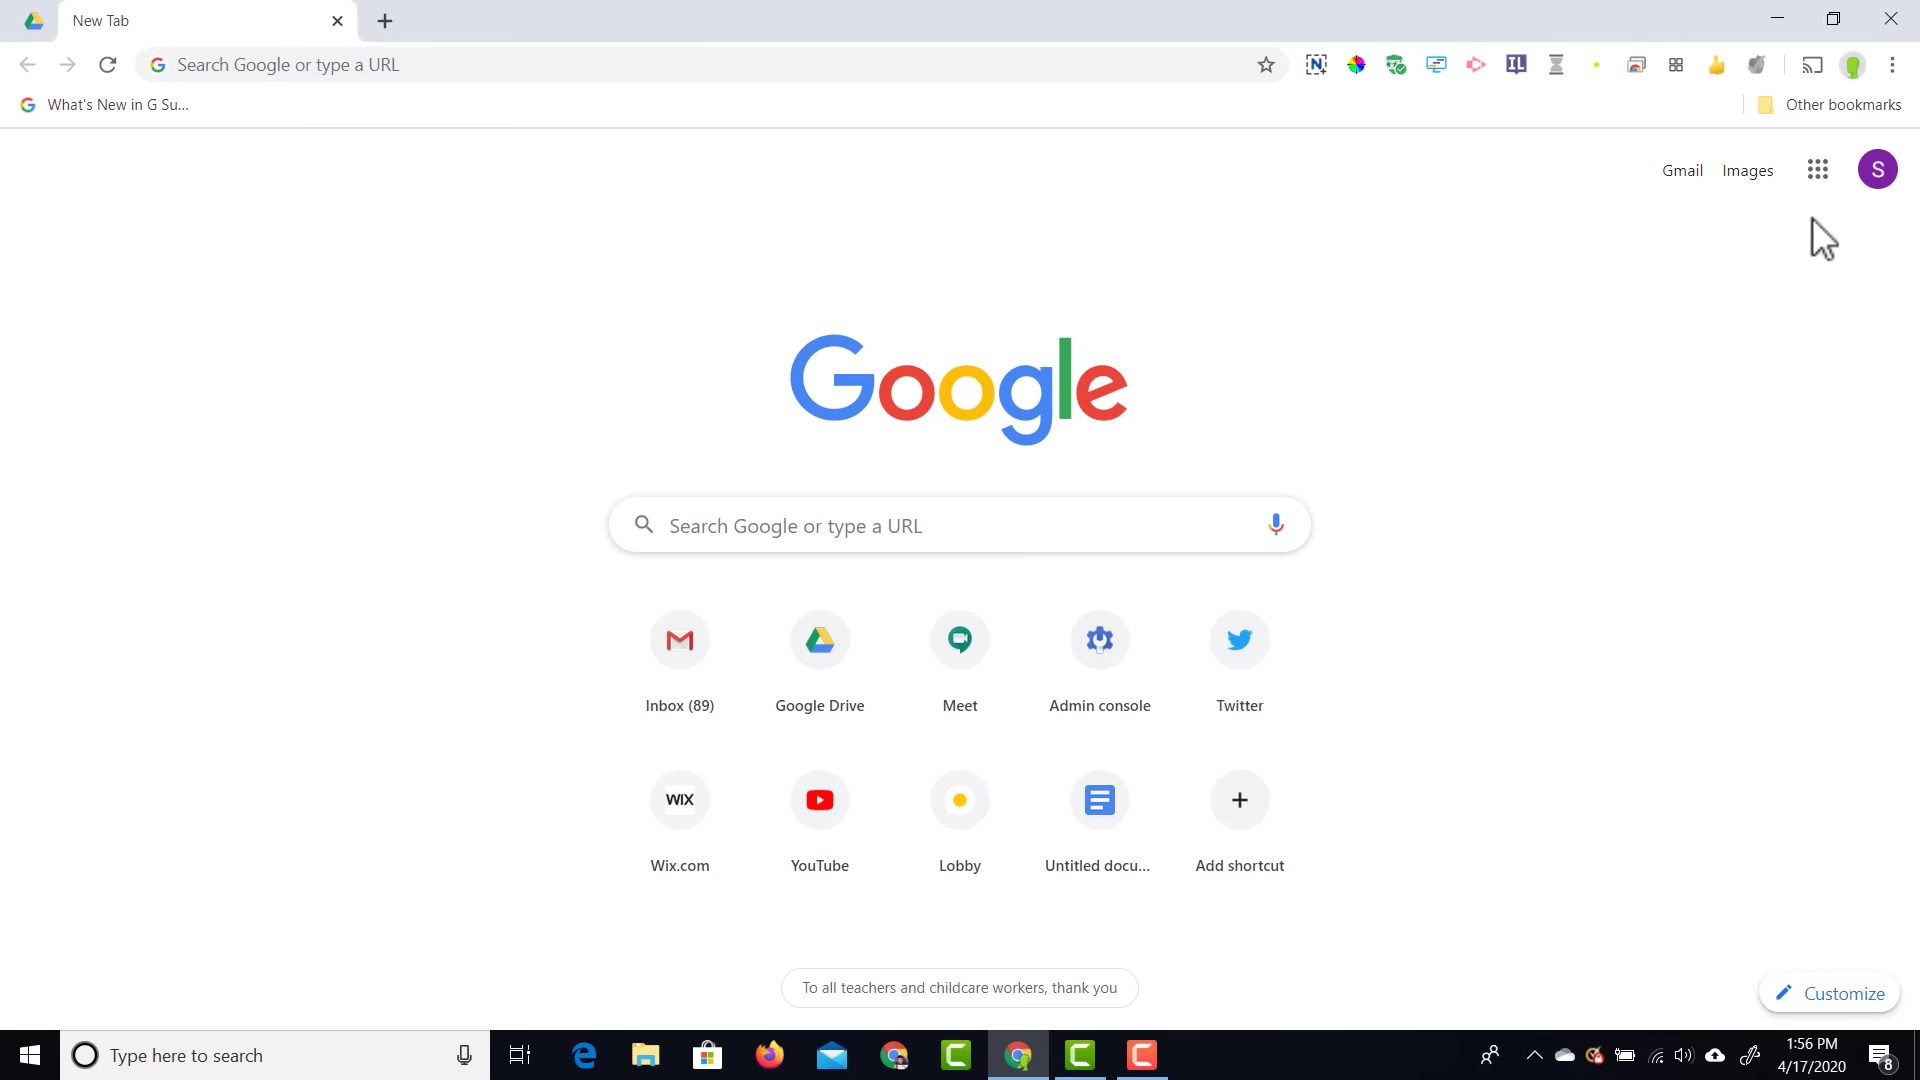 New Tab
Search Google or type a URL
N
IL
What's New in G Su...
Other bookmarks
Gmail
Images
S
Google
Search Google or type a URL
Inbox (89)
Google Drive
Meet
Admin console
Twitter
WIX
Wix.com
YouTube
Lobby
Untitled docu...
Add shortcut
To all teachers and childcare workers, thank you
Customize
Type here to search
1:56 PM
4/17/2020
8